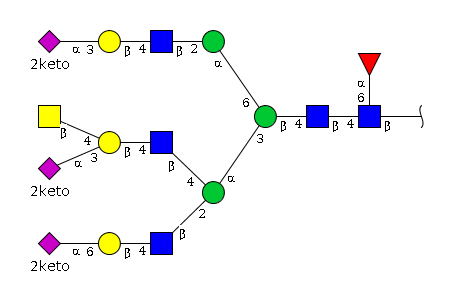 α 3 β 4 β 2 α
2keto
α
6
6
β 4
α 3 β 4 β
3 β 4 β 4 β
2keto
4 α
2
β
α 6 β 4
2keto